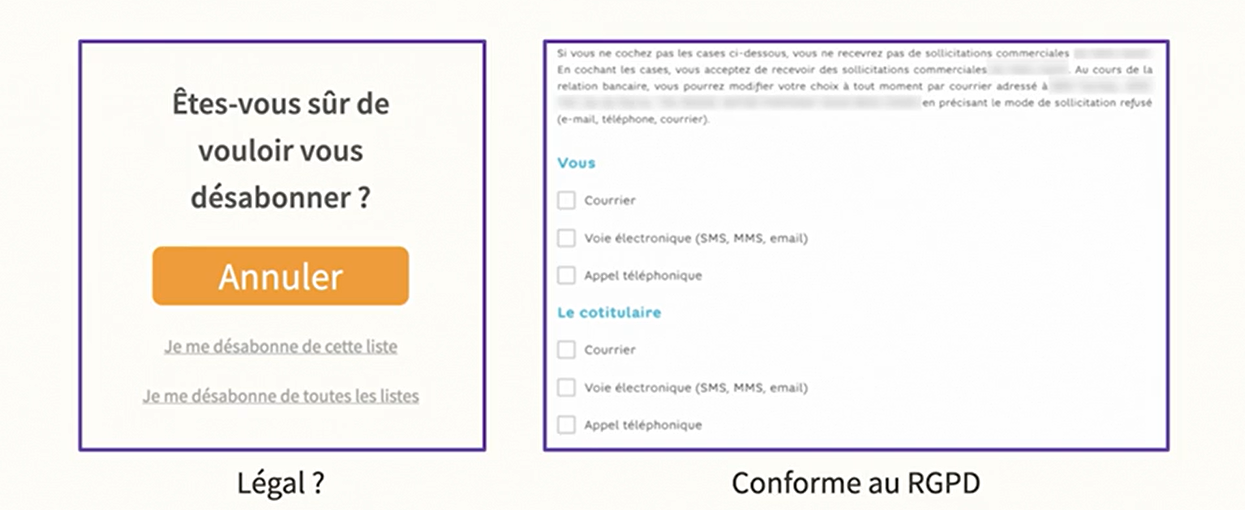 Êtes-vous sûr de
vouloir vous
désabonner ?
Annuler
Je me désabonne de cette liste
Je me désabonne de toutes les listes
Légal ?
Si vous ne cochez pas les cases ci-dessous, vous ne recevrez pas de sollicitations commerciales
En cochant les cases, vous acceptez de recevoir des sollicitations commerciales . Au cours de la
relation bancaire, vous pourrez modifier votre choix à tout moment par courrier adressé à
en précisant le mode de sollicitation refusé
(e-mail, téléphone, courrier).
Vous
Courrier
Voie électronique (SMS, MMS, email)
Appel téléphonique
Le cotitulaire
Courrier
Voie électronique (SMS, MMS, email)
Appel téléphonique
Conforme au RGPD